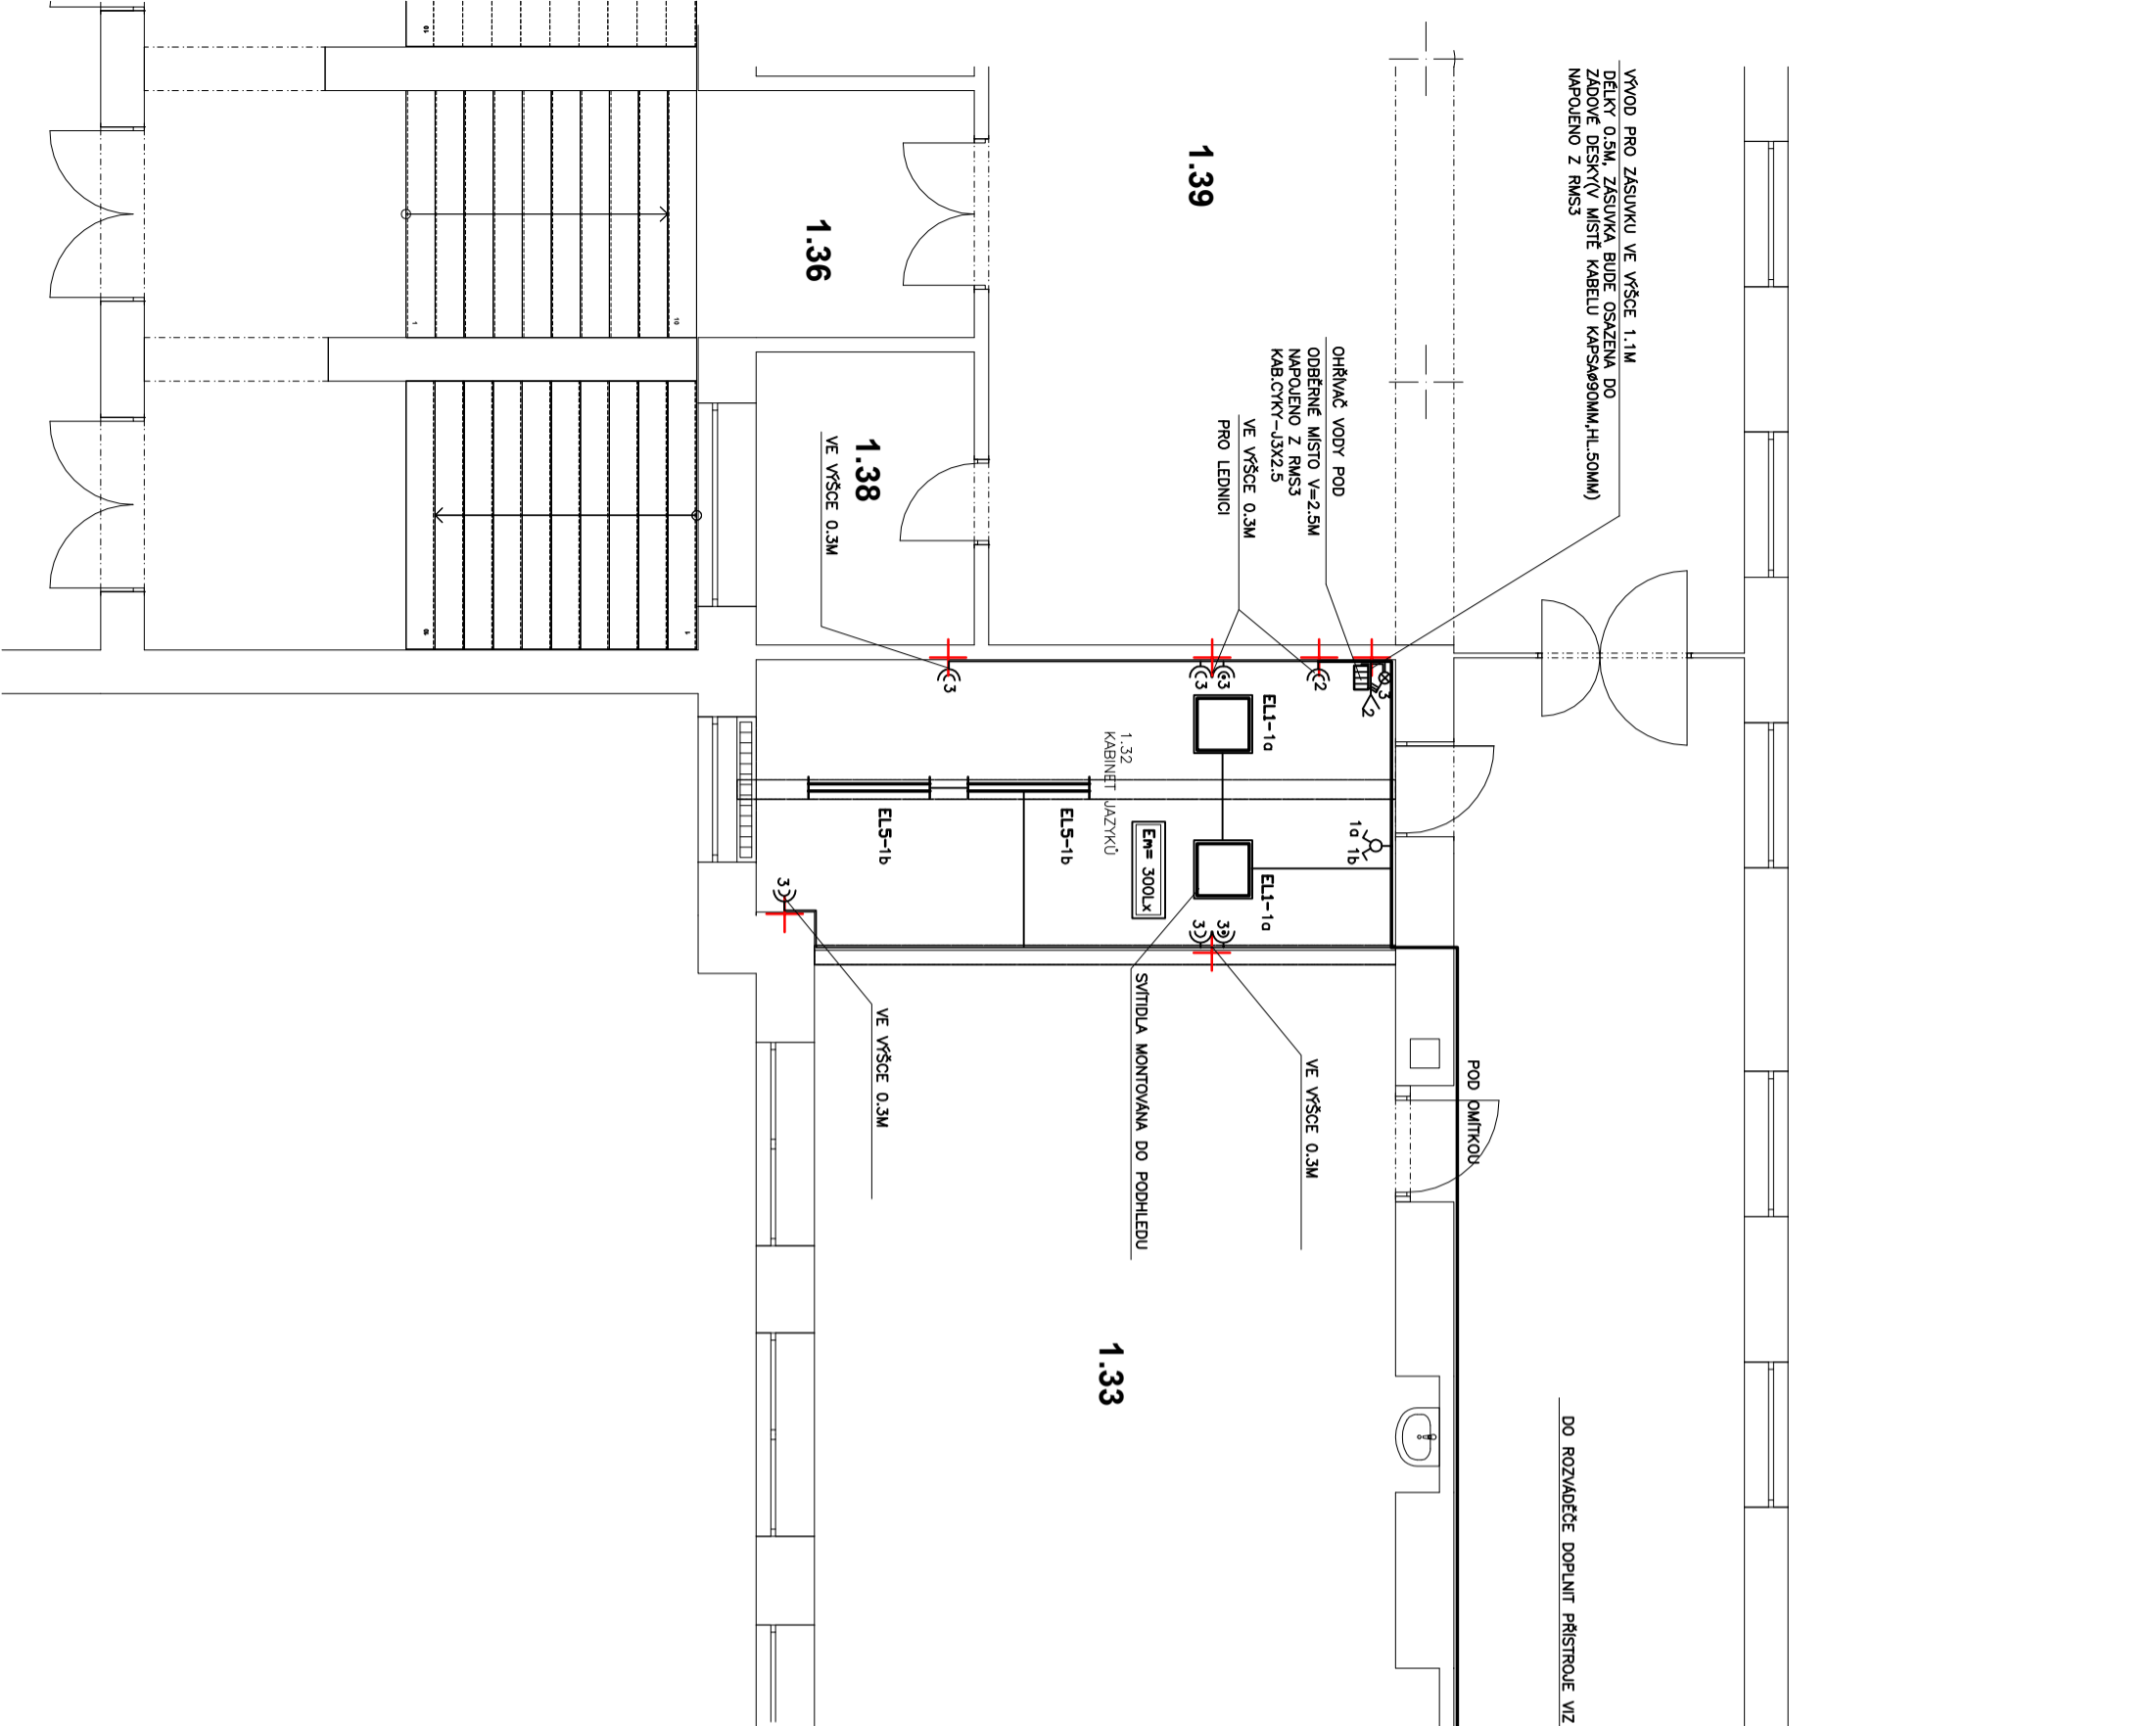 VÝVOD PRO ZÁSUVKU VE VÝŠCE 1.1M
DÉLKY 0.5M, ZÁSUVKA BUDE OSAZENA DO
ZÁDOVÉ DESKY(V MÍSTĚ KABELU KAPSAø90MM,HL.50MM)
NAPOJENO Z RMS3
1.39
1.36
10
1
10
OHŘÍVAČ VODY POD
ODBĚRNÉ MÍSTO V=2.5M
NAPOJENO Z RMS3
KAB.CYKY-J3X2.5
VE VÝŠCE 0.3M
PRO LEDNICI
1.38
VE VÝŠCE 0.3M
3
2
2
3
3
3
EL1-1a
1.32
KABINET JAZYKŮ
EL5-1b
EL5-1b
Em= 300Lx
1a 1b
EL1-1a
3
3
3
SVÍTIDLA MONTOVÁNA DO PODHLEDU
VE VÝŠCE 0.3M
VE VÝŠCE 0.3M
POD OMÍTKOU
1.33
DO ROZVÁDĚČE DOPLNIT PŘÍSTROJE VIZ